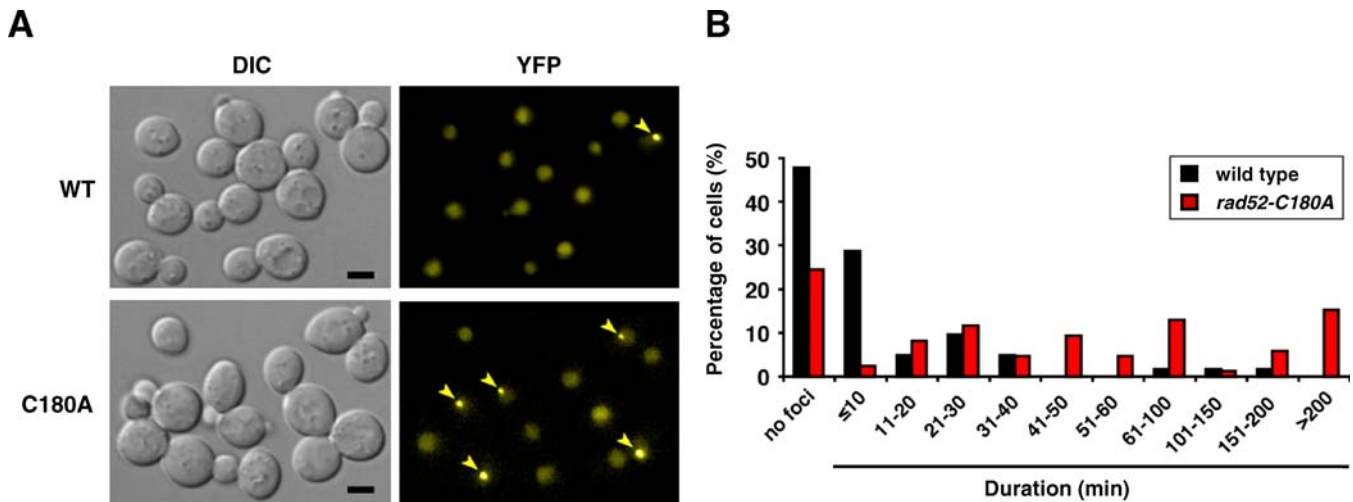 A
B
DIC
YFP
WT
C180A
Percentage of cells (%)
50
40
30
20
10
0
wild type
rad52-C180A
no foci
≤10
11-20
21-30
31-40
41-50
51-60
61-100
101-150
151-200
>200
Duration (min)